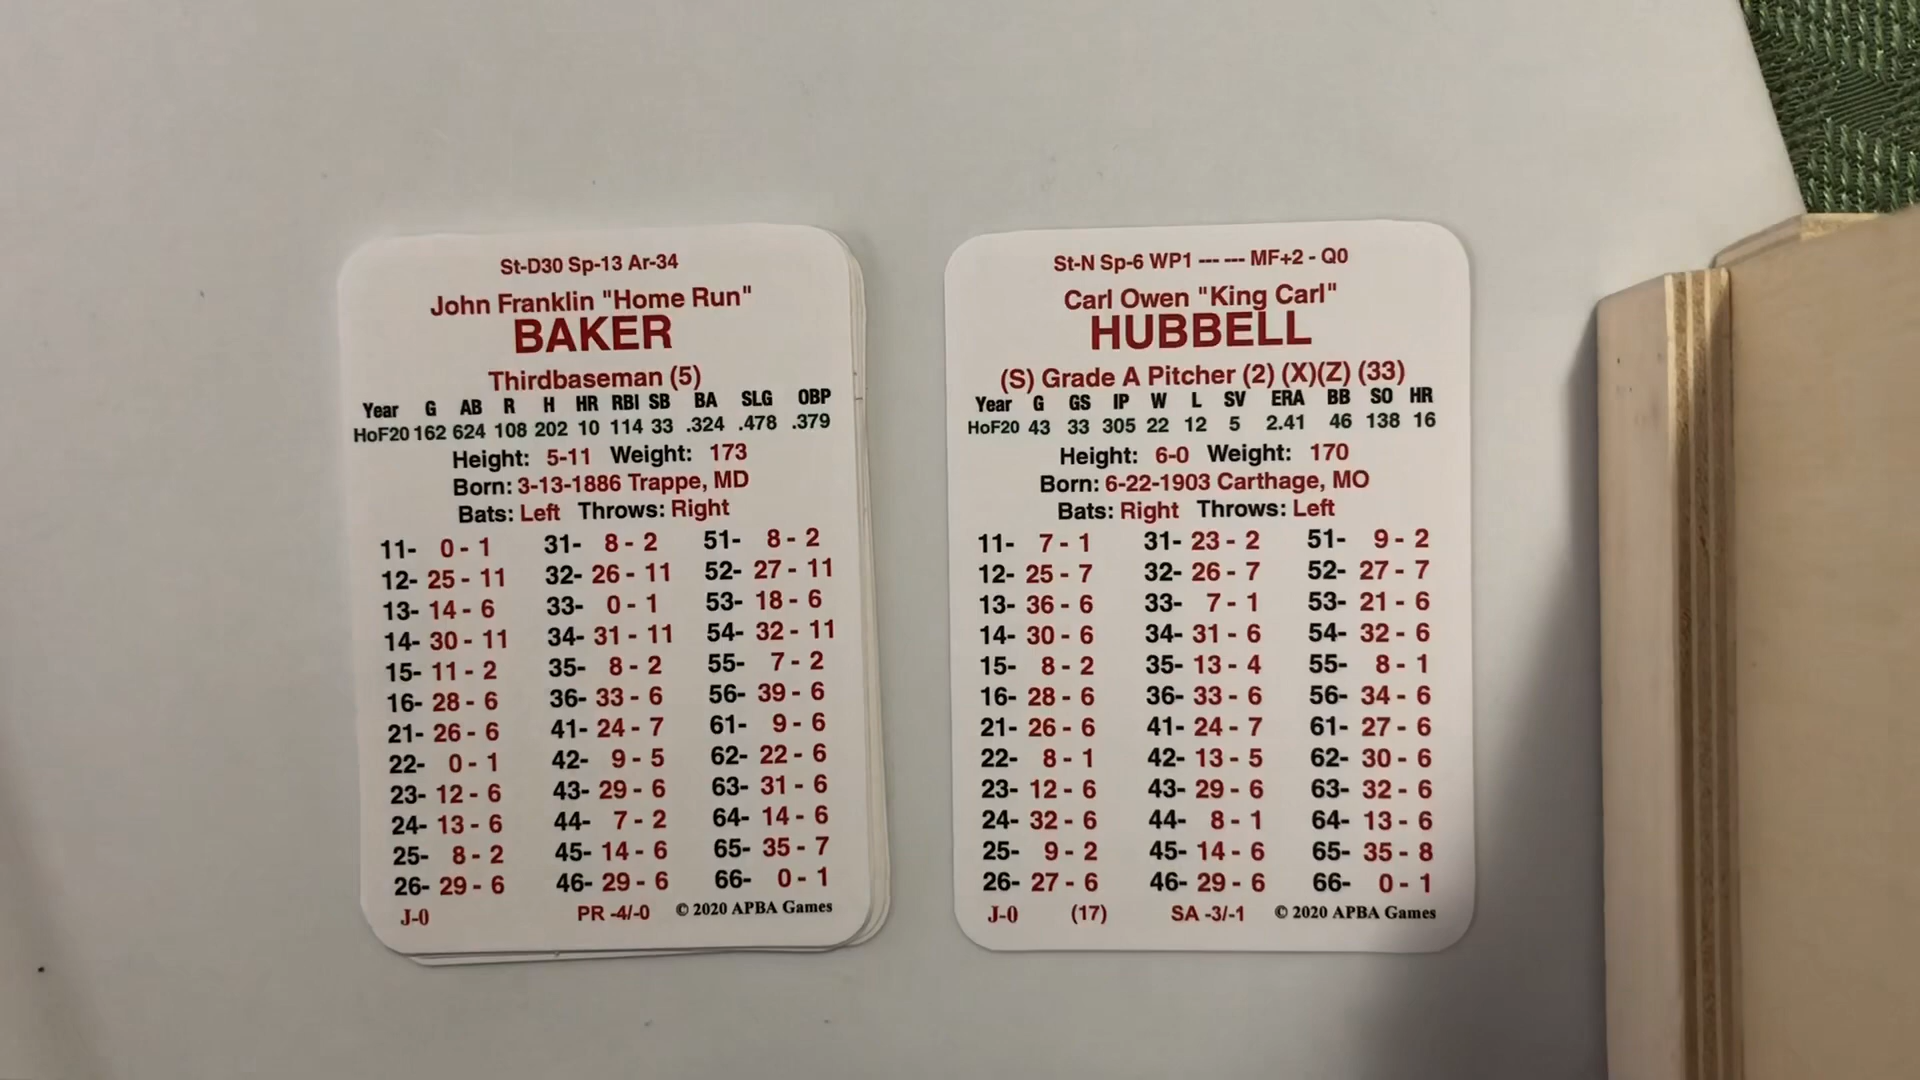 St-D30 Sp-13 Ar-34
John Franklin "Home Run"
BAKER
Thirdbaseman (5)
Year G AB R H HR RBI SB BA SLG OBP
HoF20 162 624 108 202 10 114 33 .324 .478 .379
Height: 5-11 Weight: 173
Born: 3-13-1886 Trappe, MD
Bats: Left Throws: Right
11- 0 - 1 31- 8 - 2 51- 8 - 2
12- 25 - 11 32- 26 - 11 52- 27 - 11
13- 14 - 6 33- 0 - 1 53- 18 - 6
14- 30 - 11 34- 31 - 11 54- 32 - 11
15- 11 - 2 35- 8 - 2 55- 7 - 2
16- 28 - 6 36- 33 - 6 56- 39 - 6
21- 26 - 6 41- 24 - 7 61- 9 - 6
22- 0 - 1 42- 9 - 5 62- 22 - 6
23- 12 - 6 43- 29 - 6 63- 31 - 6
24- 13 - 6 44- 7 - 2 64- 14 - 6
25- 8 - 2 45- 14 - 6 65- 35 - 7
26- 29 - 6 46- 29 - 6 66- 0 - 1
J-0 PR -4/-0 © 2020 APBA Games
St-N Sp-6 WP1 --- --- MF+2 - Q0
Carl Owen "King Carl"
HUBBELL
(S) Grade A Pitcher (2) (X)(Z) (33)
Year G GS IP W L SV ERA BB SO HR
HoF20 43 33 305 22 12 5 2.41 46 138 16
Height: 6-0 Weight: 170
Born: 6-22-1903 Carthage, MO
Bats: Right Throws: Left
11- 7 - 1 31- 23 - 2 51- 9 - 2
12- 25 - 7 32- 26 - 7 52- 27 - 7
13- 36 - 6 33- 7 - 1 53- 21 - 6
14- 30 - 6 34- 31 - 6 54- 32 - 6
15- 8 - 2 35- 13 - 4 55- 8 - 1
16- 28 - 6 36- 33 - 6 56- 34 - 6
21- 26 - 6 41- 24 - 7 61- 27 - 6
22- 8 - 1 42- 13 - 5 62- 30 - 6
23- 12 - 6 43- 29 - 6 63- 32 - 6
24- 32 - 6 44- 8 - 1 64- 13 - 6
25- 9 - 2 45- 14 - 6 65- 35 - 8
26- 27 - 6 46- 29 - 6 66- 0 - 1
J-0 (17) SA -3/-1 © 2020 APBA Games